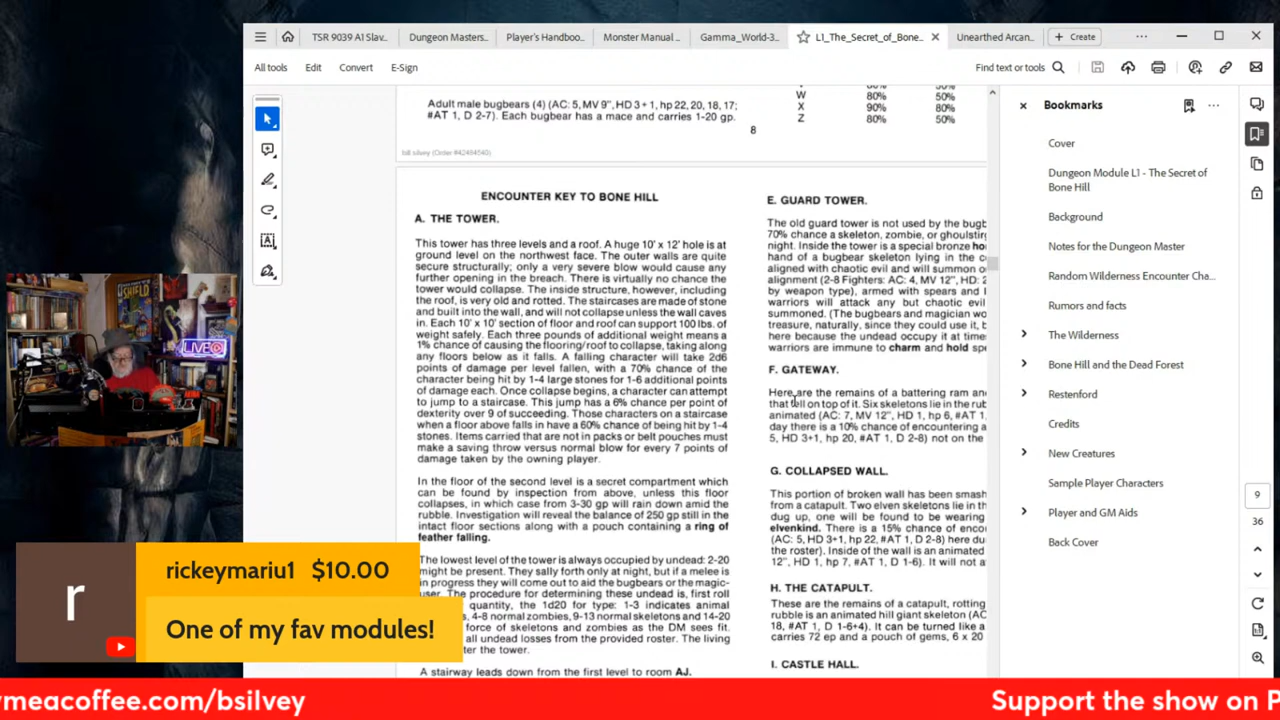 TSR 9039 A1 Slav...
Dungeon Masters...
Player's Handboo...
Monster Manual ...
Gamma_World-3...
L1_The_Secret_of_Bone...
Unearthed Arcan...
Create
All tools
Edit
Convert
E-Sign
Find text or tools
Adult male bugbears (4) (AC: 5, MV 9", HD 3 + 1, hp 22, 20, 18, 17;
#AT 1, D 2-7). Each bugbear has a mace and carries 1-20 gp.
W 80%
X 90% 80%
Z 80% 50%
8
bill silvey (Order #42484540)
ENCOUNTER KEY TO BONE HILL
A. THE TOWER.
This tower has three levels and a roof. A huge 10' x 12' hole is at
ground level on the northwest face. The outer walls are quite
secure structurally; only a very severe blow would cause any
further opening in the breach. There is virtually no chance the
tower would collapse. The inside structure, however, including
the roof, is very old and rotted. The staircases are made of stone
and built into the wall, and will not collapse unless the wall caves
in. Each 10' x 10' section of floor and roof can support 100 lbs. of
weight safely. Each three pounds of additional weight means a
1% chance of causing the flooring/roof to collapse, taking along
any floors below as it falls. A falling character will take 2d6
points of damage per level fallen, with a 70% chance of the
character being hit by 1-4 large stones for 1-6 additional points
of damage each. Once collapse begins, a character can attempt
to jump to a staircase. This jump has a 6% chance per point of
dexterity over 9 of succeeding. Those characters on a staircase
when a floor above falls in have a 60% chance of being hit by 1-4
stones. Items carried that are not in packs or belt pouches must
make a saving throw versus normal blow for every 7 points of
damage taken by the owning player.
In the floor of the second level is a secret compartment which
can be found by inspection from above, unless this floor
collapses, in which case from 3-30 gp will rain down amid the
rubble. Investigation will reveal the balance of 250 gp still in the
intact floor sections along with a pouch containing a ring of
feather falling.
The lowest level of the tower is always occupied by undead: 2-20
might be present. They sally forth only at night, but if a melee is
in progress they will come out to aid the bugbears or the magic-
user. The procedure for determining these undead is, first roll
quantity, the 1d20 for type: 1-3 indicates animal
s, 4-8 normal zombies, 9-13 normal skeletons and 14-20
force of skeletons and zombies as the DM sees fit.
all undead losses from the provided roster. The living
ter the tower.
A stairway leads down from the first level to room AJ.
E. GUARD TOWER.
The old guard tower is not used by the bugb
70% chance a skeleton, zombie, or ghoulstir
night. Inside the tower is a special bronze ho
hand of a bugbear skeleton lying in the c
aligned with chaotic evil and will summon o
alignment (2-8 Fighters: AC: 4, MV 12", HD: 2
by weapon type), armed with spears and
warriors will attack any but chaotic evil
summoned. (The bugbears and magician wo
treasure, naturally, since they could use it, b
here because the undead occupy it at times
warriors are immune to charm and hold spe
F. GATEWAY.
Here are the remains of a battering ram an
that fell on top of it. Six skeletons lie in the rub
animated (AC: 7, MV 12", HD 1, hp 6, #AT 1,
day there is a 10% chance of encountering a
5, HD 3+1, hp 20, #AT 1, D 2-8) not on the
G. COLLAPSED WALL.
This portion of broken wall has been smash
from a catapult. Two elven skeletons lie in th
dug up, one will be found to be wearing
elvenkind. There is a 15% chance of enco
(AC: 5, HD 3+1, hp 22, #AT 1, D 2-8) here du
the roster). Inside of the wall is an animated
12", HD 1, hp 7, #AT 1, D 1-6). It will not a
H. THE CATAPULT.
These are the remains of a catapult, rotting
rubble is an animated hill giant skeleton (AC
18, #AT 1, D 1-6+4). It can be turned like a
carries 72 ep and a pouch of gems, 6 x 20
I. CASTLE HALL.
Bookmarks
Cover
Dungeon Module L1 - The Secret of
Bone Hill
Background
Notes for the Dungeon Master
Random Wilderness Encounter Cha...
Rumors and facts
The Wilderness
Bone Hill and the Dead Forest
Restenford
Credits
New Creatures
Sample Player Characters
Player and GM Aids
Back Cover
9
36
LIVE
SHIELD
r
rickeymariu1 $10.00
One of my fav modules!
ymeacoffee.com/bsilvey
Support the show on P